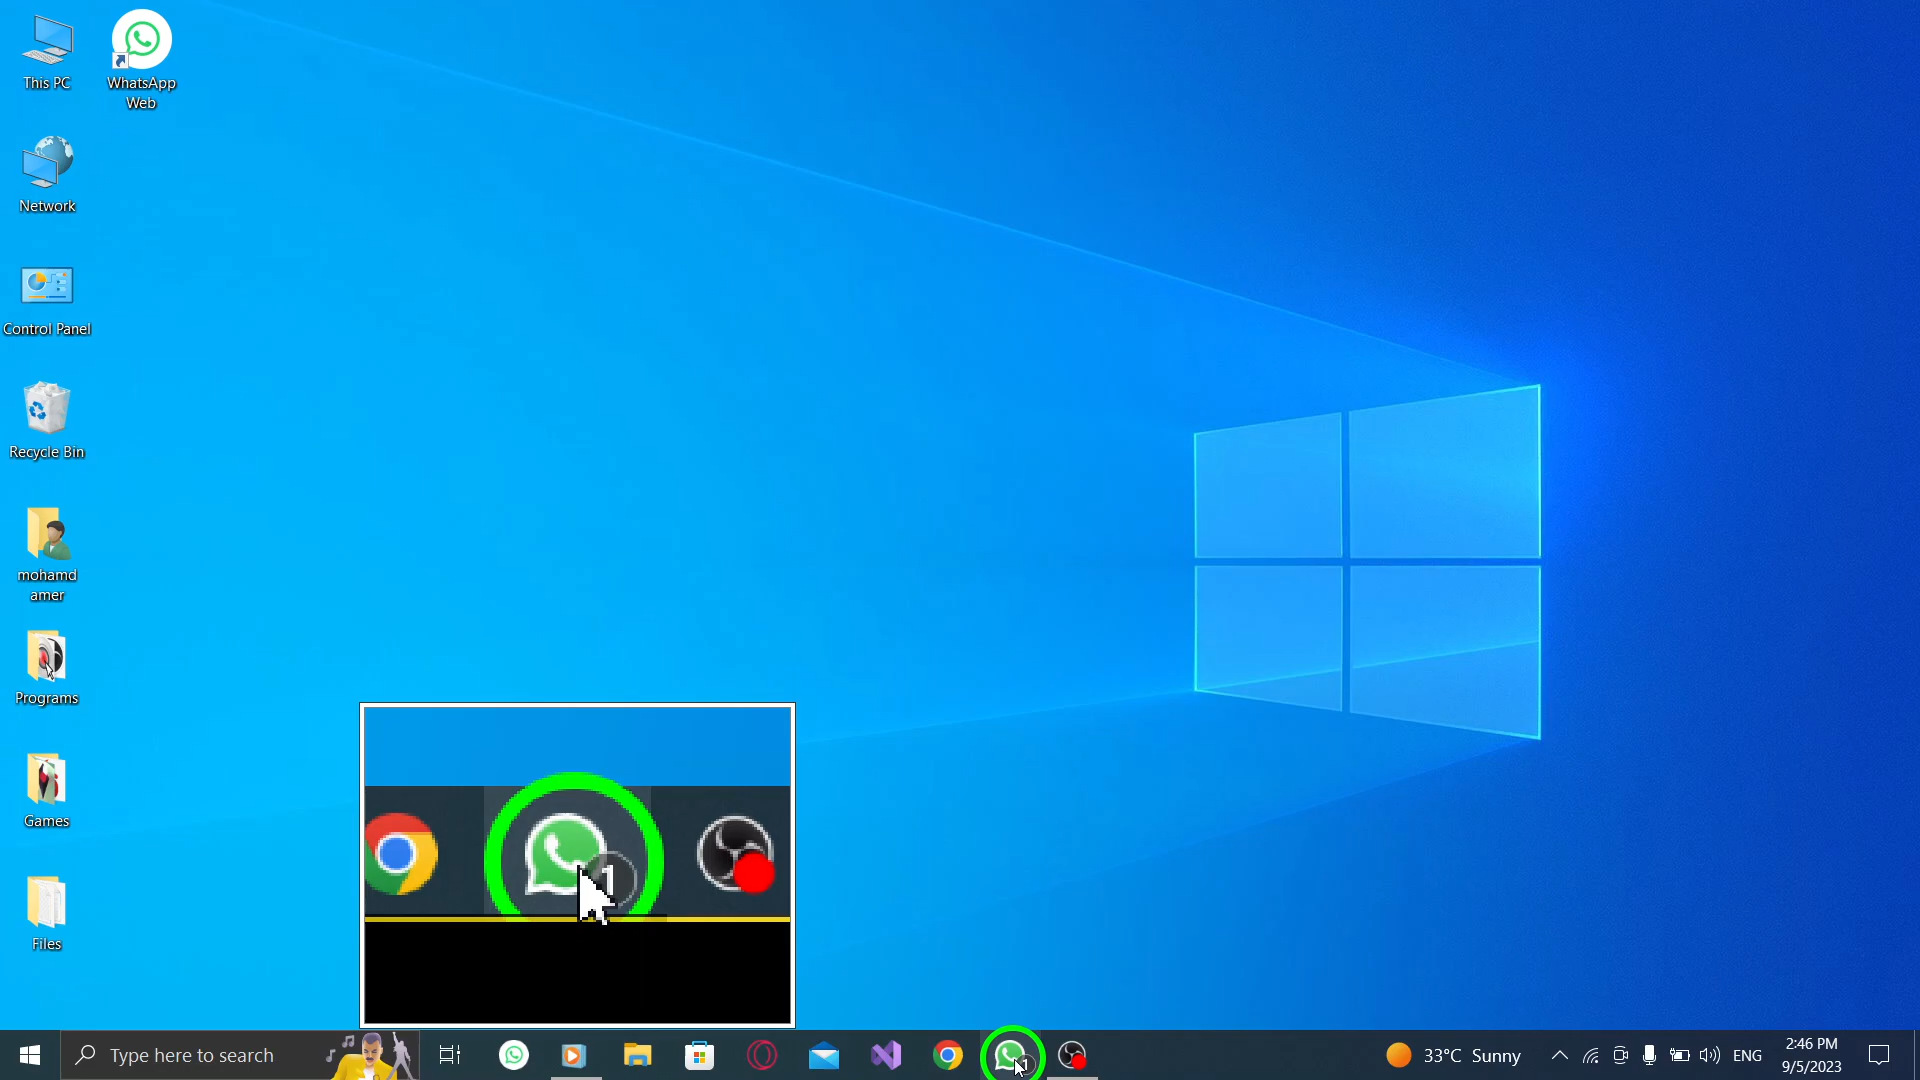 This PC
WhatsApp
Web
Network
Control Panel
Recycle Bin
mohamd
amer
Programs
Games
Files
1
Type here to search
1
33°C Sunny
ENG
2:46 PM
9/5/2023